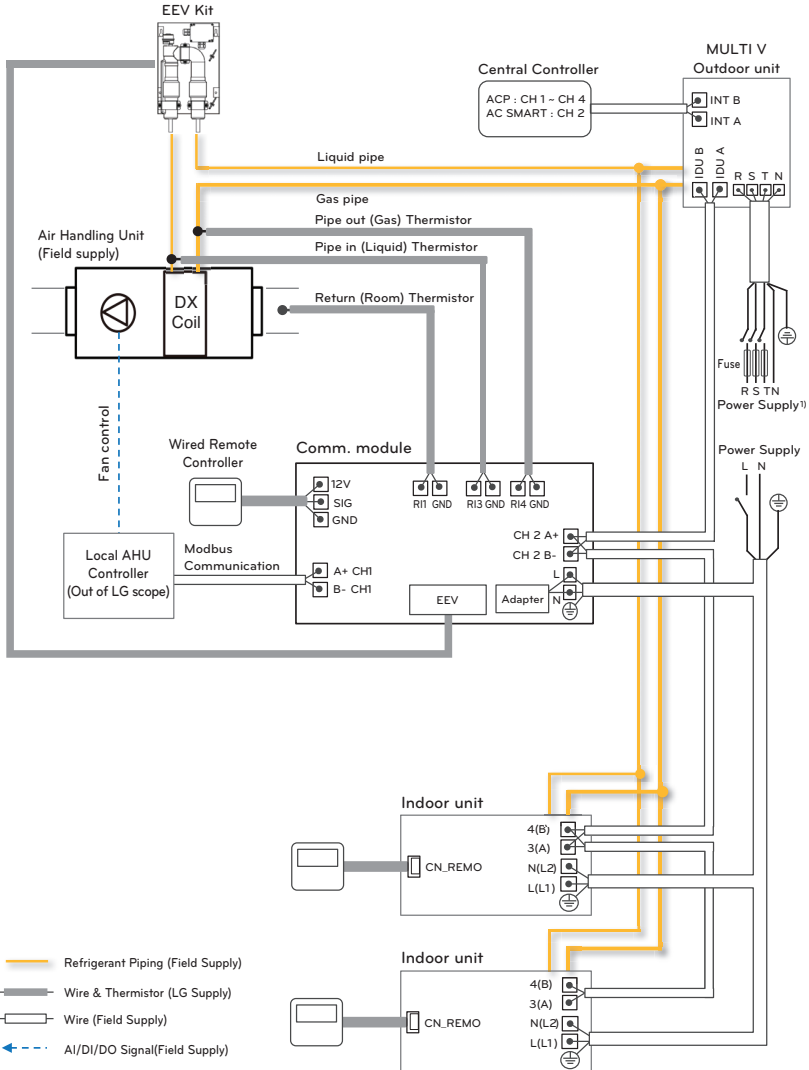 EEV Kit
Central Controller
ACP : CH 1 ~ CH 4
AC SMART : CH 2
MULTI V
Outdoor unit
INT B
INT A
IDU B
IDU A
R S T N
Liquid pipe
Gas pipe
Pipe out (Gas) Thermistor
Pipe in (Liquid) Thermistor
Return (Room) Thermistor
Air Handling Unit
(Field supply)
DX
Coil
Fuse
R S TN
Power Supply1)
Fan control
Wired Remote
Controller
Comm. module
12V
SIG
GND
RI1 GND
RI3 GND
RI4 GND
Power Supply
L N
CH 2 A+
CH 2 B-
Local AHU
Controller
(Out of LG scope)
Modbus
Communication
A+ CH1
B- CH1
EEV
Adapter
L
N
Indoor unit
4(B)
3(A)
CN_REMO
N(L2)
L(L1)
Indoor unit
4(B)
3(A)
CN_REMO
N(L2)
L(L1)
Refrigerant Piping (Field Supply)
Wire & Thermistor (LG Supply)
Wire (Field Supply)
AI/DI/DO Signal(Field Supply)